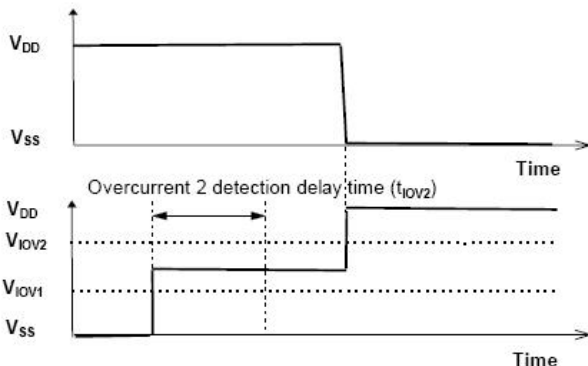 VDD
VSS
Time
Overcurrent 2 detection delay time (tIOV2)
VDD
VIOV2
VIOV1
VSS
Time